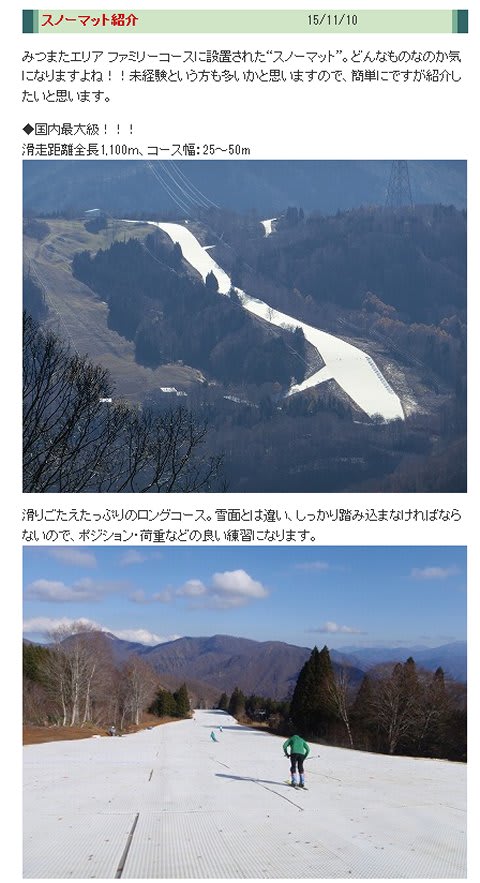 スノーマット紹介 15/11/10
みつまたエリア ファミリーコースに設置された“スノーマット”。どんなものなのか気
になりますよね！！未経験という方も多いかと思いますので、簡単にですが紹介し
たいと思います。
◆国内最大級！！！
滑走距離全長1,100m、コース幅：25～50m
滑りごたえたっぷりのロングコース。雪面とは違い、しっかり踏み込まなければなら
ないので、ポジション・荷重などの良い練習になります。